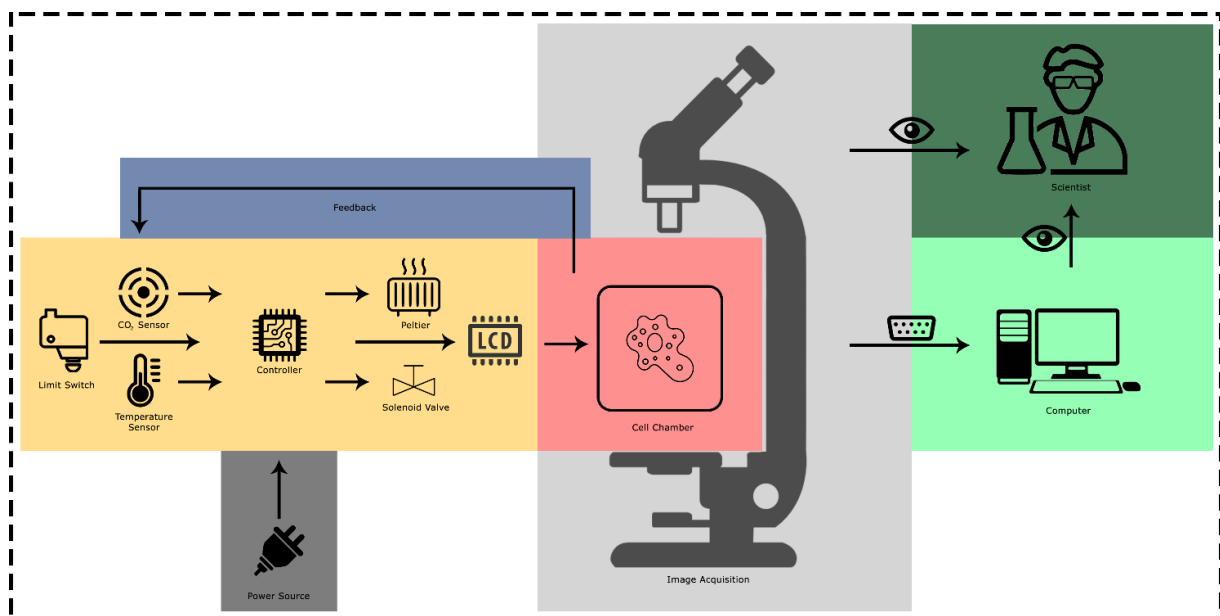 Scientist
Feedback
CO₂ Sensor
Peltier
LCD
Limit Switch
Controller
Temperature
Sensor
Solenoid Valve
Cell Chamber
Computer
Image Acquisition
Power Source